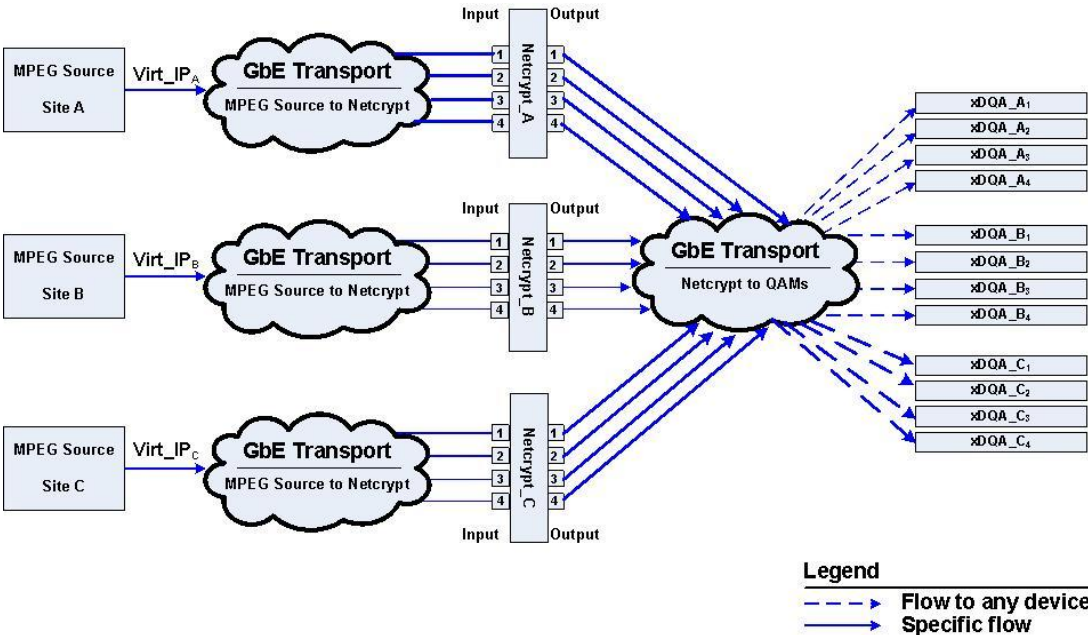 Input Output
MPEG Source
Site A
Virt_IPA
GbE Transport
MPEG Source to Netcrypt
1
2
3
4
Netcrypt_A
1
2
3
4
MPEG Source
Site B
Virt_IPB
GbE Transport
MPEG Source to Netcrypt
Input Output
1
2
3
4
Netcrypt_B
1
2
3
4
MPEG Source
Site C
Virt_IPC
GbE Transport
MPEG Source to Netcrypt
1
2
3
4
Netcrypt_C
1
2
3
4
Input Output
GbE Transport
Netcrypt to QAMs
xDQA_A1
xDQA_A2
xDQA_A3
xDQA_A4
xDQA_B1
xDQA_B2
xDQA_B3
xDQA_B4
xDQA_C1
xDQA_C2
xDQA_C3
xDQA_C4
Legend
Flow to any device
Specific flow